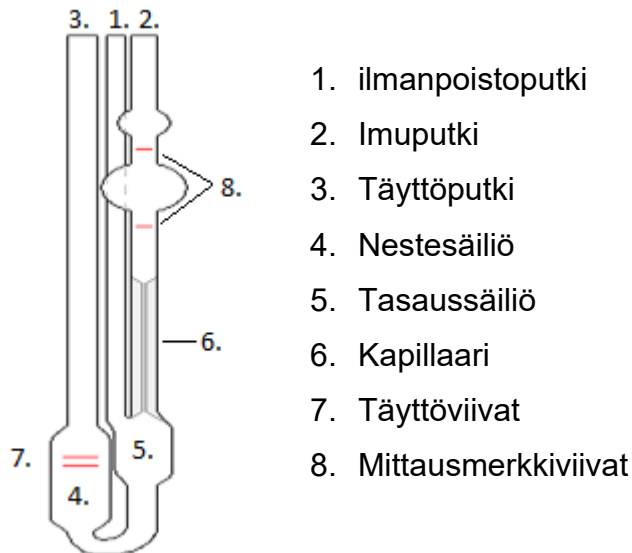 3. 1. 2.
8.
6.
5.
7.
4.
1. ilmanpoistoputki
2. Imuputki
3. Täyttöputki
4. Nestesäiliö
5. Tasaussäiliö
6. Kapillaari
7. Täyttöviivat
8. Mittausmerkkiviivat